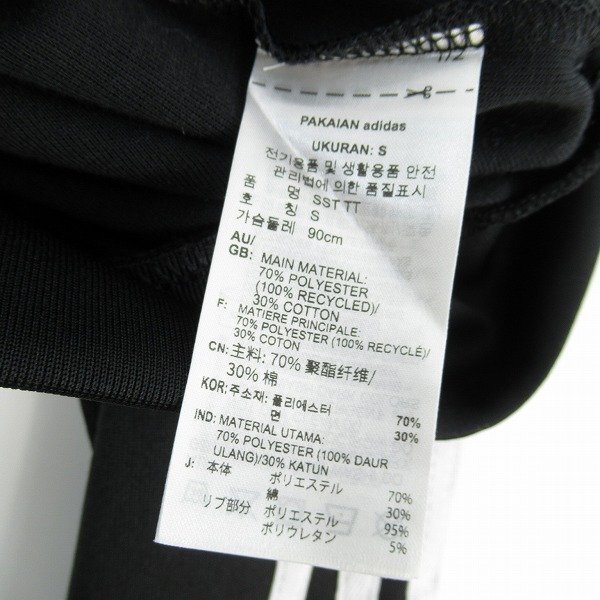 1/2
PAKAIAN adidas
UKURAN: S
전기용품 및 생활용품 안전
관리법에 의한 품질표시
품 명 SST TT
호 칭 S
가슴둘레 90cm
AU/
GB: MAIN MATERIAL:
70% POLYESTER
(100% RECYCLED)/
30% COTTON
F: MATIERE PRINCIPALE:
70% POLYESTER (100% RECYCLÉ)/
30% COTON
CN: 主料: 70% 聚酯纤维/
30% 棉
KOR: 주소재: 폴리에스터 70%
면 30%
IND: MATERIAL UTAMA:
70% POLYESTER (100% DAUR
ULANG)/30% KATUN
J: 本体 ポリエステル 70%
綿 30%
リブ部分 ポリエステル 95%
ポリウレタン 5%